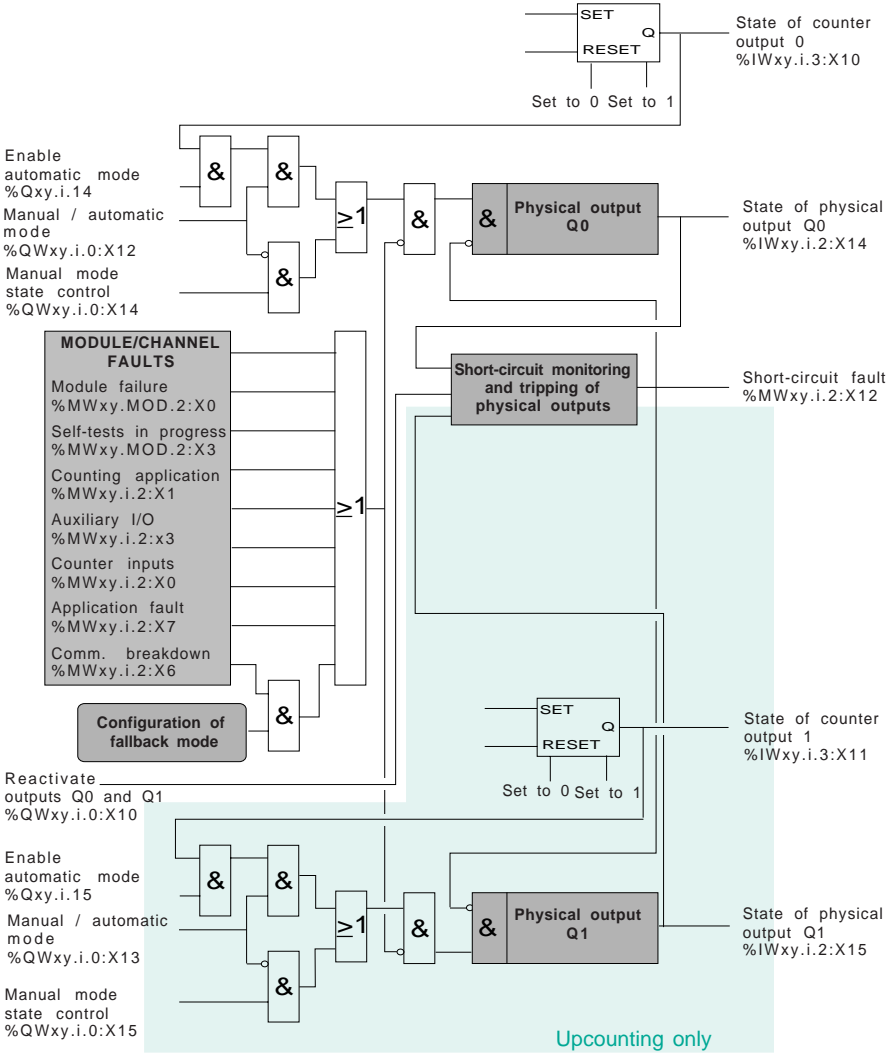 SET
Q
RESET
Set to 0 Set to 1
State of counter
output 0
%IWxy.i.3:X10
Enable
automatic mode
%Qxy.i.14
Manual / automatic
mode
%QWxy.i.0:X12
Manual mode
state control
%QWxy.i.0:X14
&
&
&
≥1
&
&
Physical output
Q0
State of physical
output Q0
%IWxy.i.2:X14
MODULE/CHANNEL
FAULTS
Module failure
%MWxy.MOD.2:X0
Self-tests in progress
%MWxy.MOD.2:X3
Counting application
%MWxy.i.2:X1
Auxiliary I/O
%MWxy.i.2:x3
Counter inputs
%MWxy.i.2:X0
Application fault
%MWxy.i.2:X7
Comm. breakdown
%MWxy.i.2:X6
≥1
&
Configuration of
fallback mode
Short-circuit monitoring
and tripping of
physical outputs
Short-circuit fault
%MWxy.i.2:X12
SET
Q
RESET
Set to 0 Set to 1
State of counter
output 1
%IWxy.i.3:X11
Reactivate
outputs Q0 and Q1
%QWxy.i.0:X10
Enable
automatic mode
%Qxy.i.15
Manual / automatic
mode
%QWxy.i.0:X13
Manual mode
state control
%QWxy.i.0:X15
&
&
&
≥1
&
&
Physical output
Q1
State of physical
output Q1
%IWxy.i.2:X15
Upcounting only